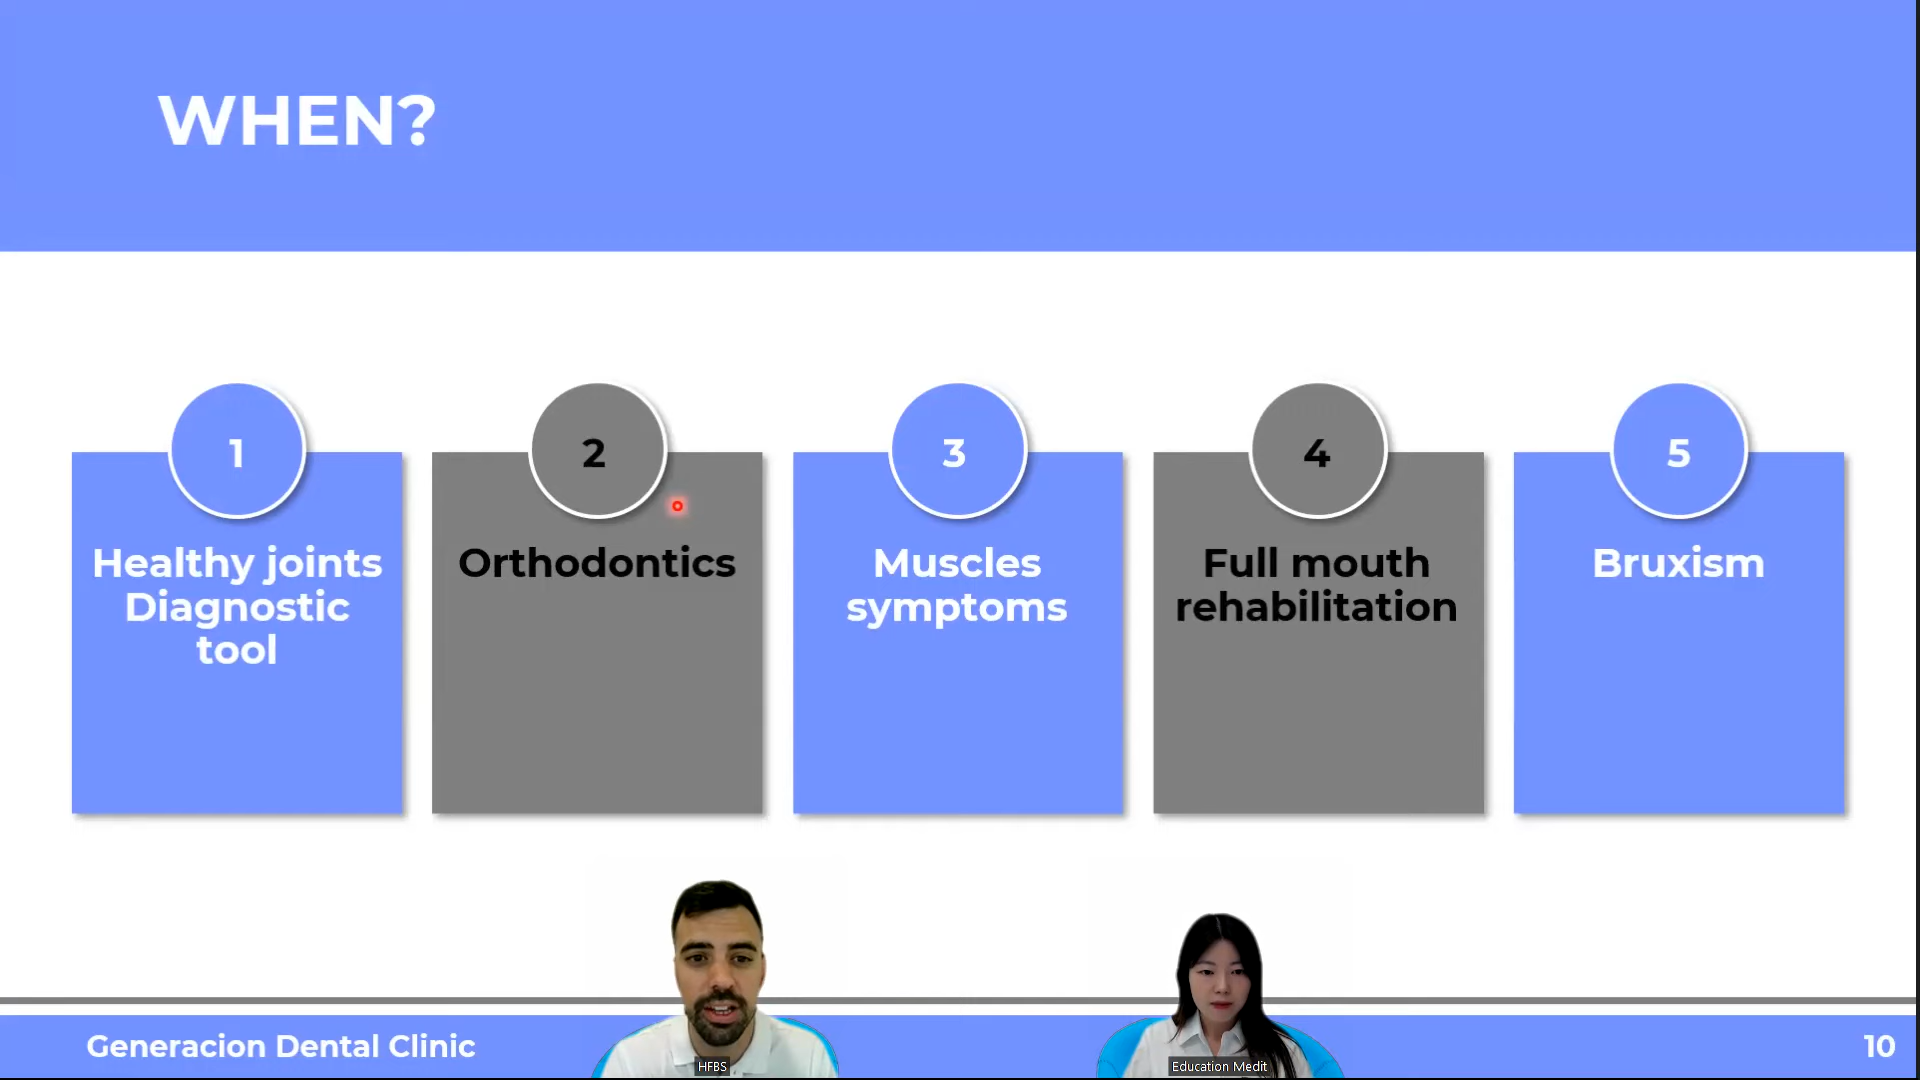 WHEN?
1
2
3
4
5
Healthy joints
Diagnostic
tool
Orthodontics
Muscles
symptoms
Full mouth
rehabilitation
Bruxism
Generacion Dental Clinic
HFBS
Education Medit
10